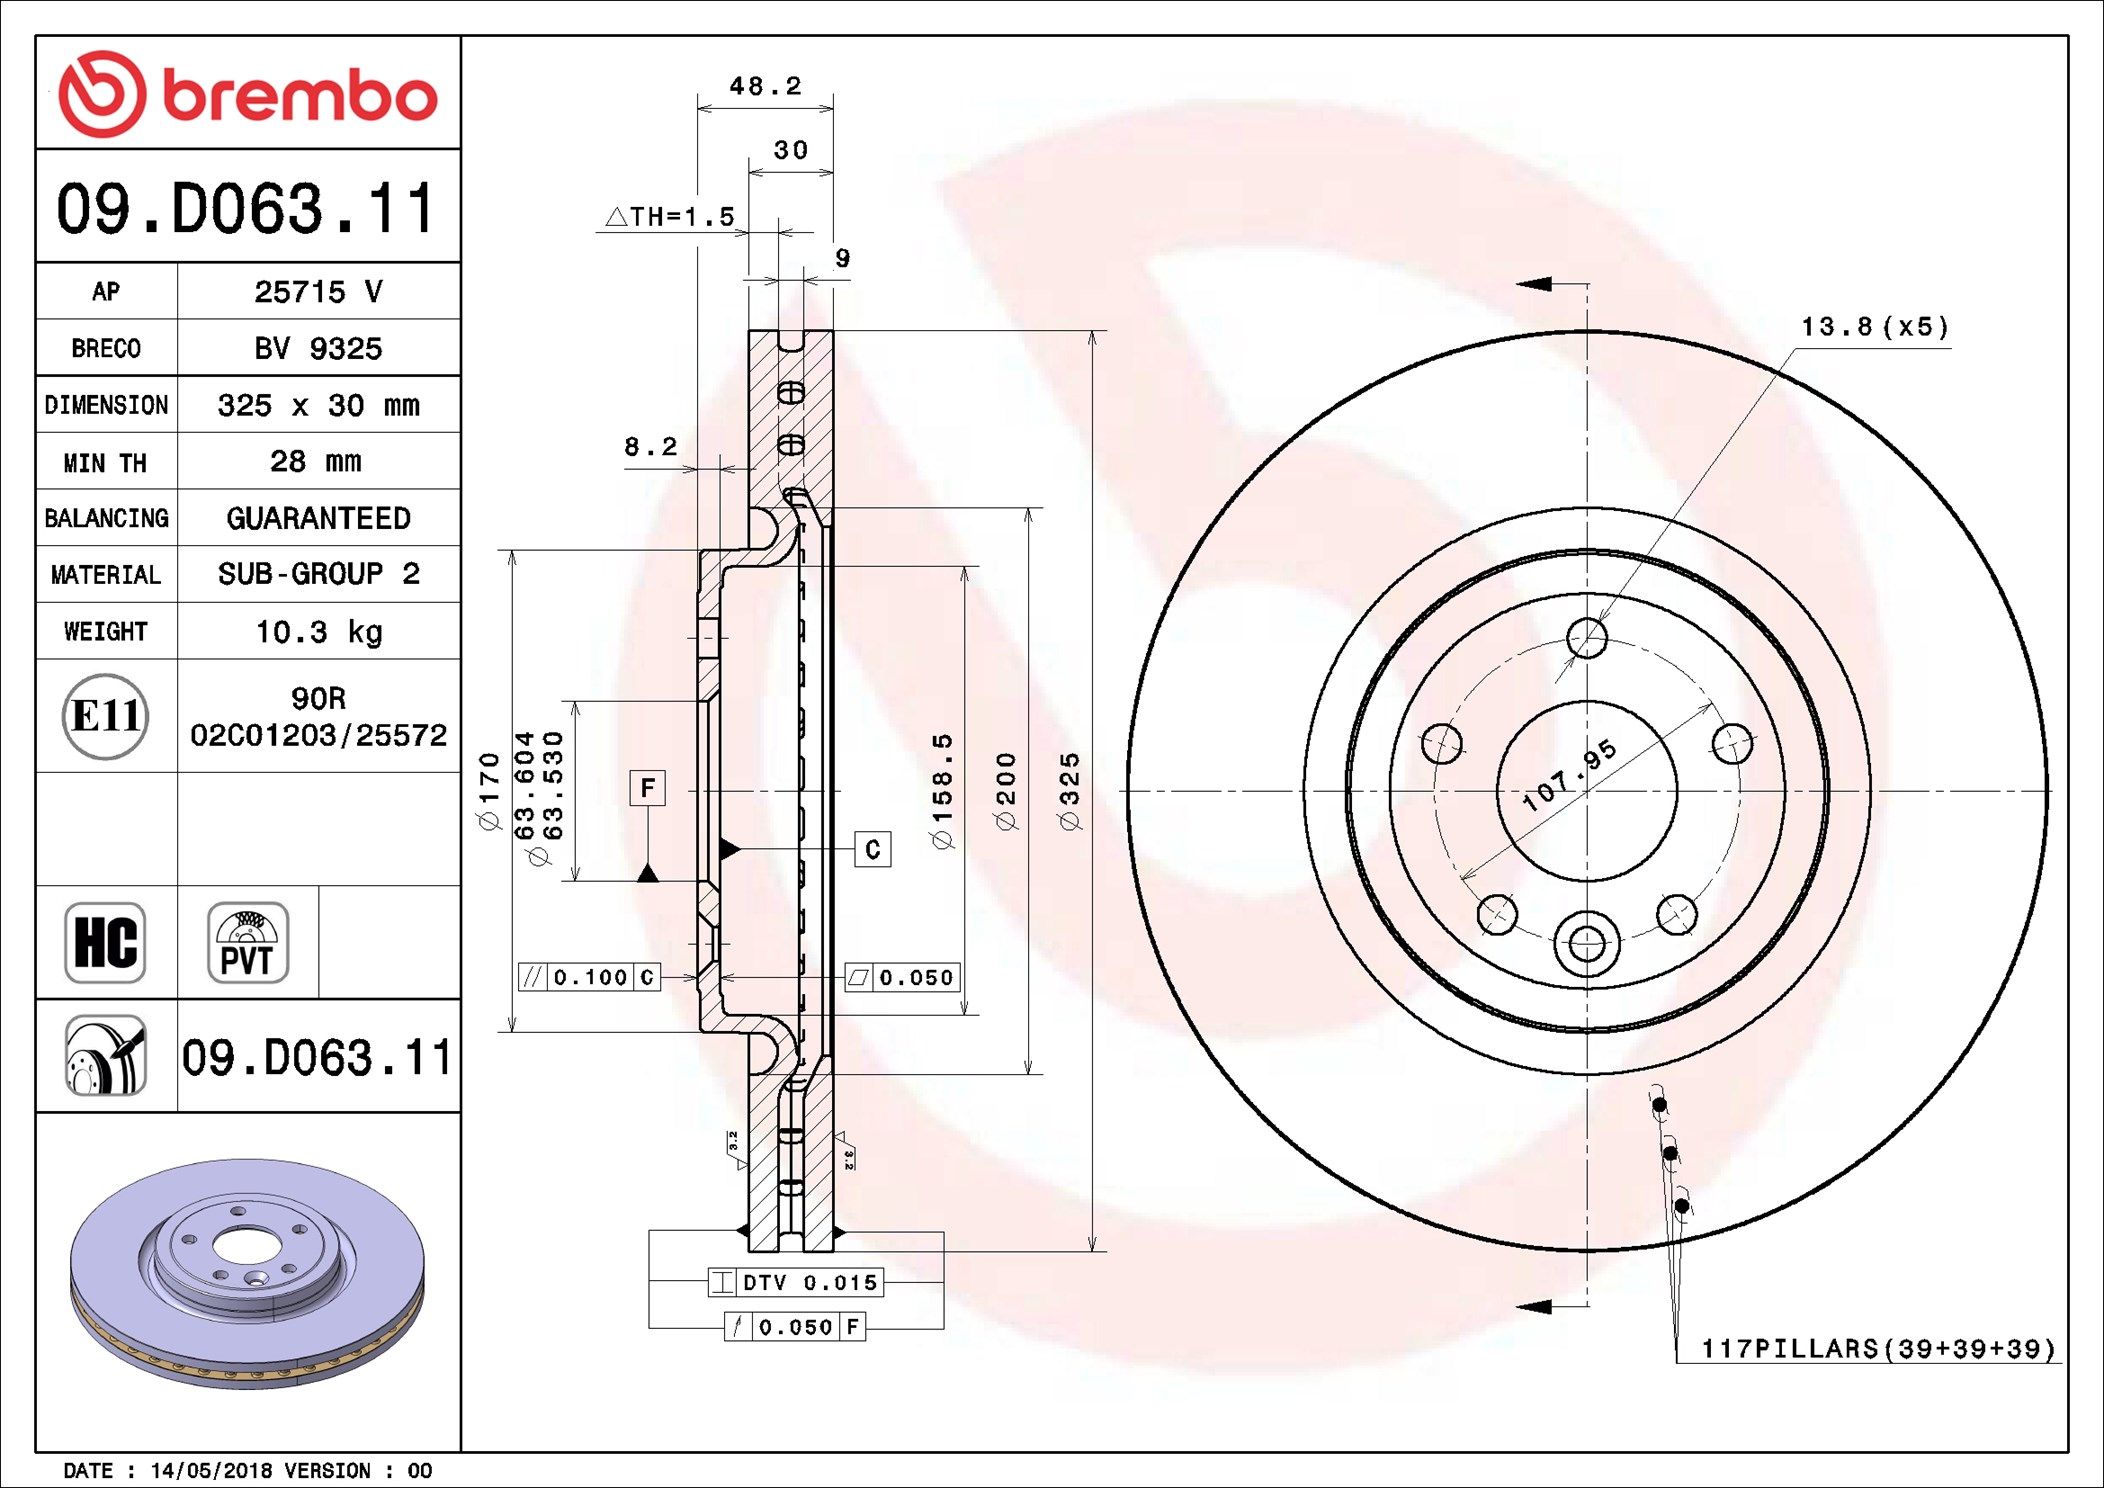 brembo
09.D063.11
AP 25715 V
BRECO BV 9325
DIMENSION 325 x 30 mm
MIN TH 28 mm
BALANCING GUARANTEED
MATERIAL SUB-GROUP 2
WEIGHT 10.3 kg
E11 90R
02C01203/25572
HC PVT
09.D063.11
DATE : 14/05/2018 VERSION : 00
48.2
30
△TH=1.5
9
8.2
⌀170
63.604
⌀63.530
F
C
⌀158.5
⌀200
⌀325
// 0.100 C
▱ 0.050
3.2
3.2
DTV 0.015
0.050 F
13.8(x5)
107.95
117PILLARS(39+39+39)